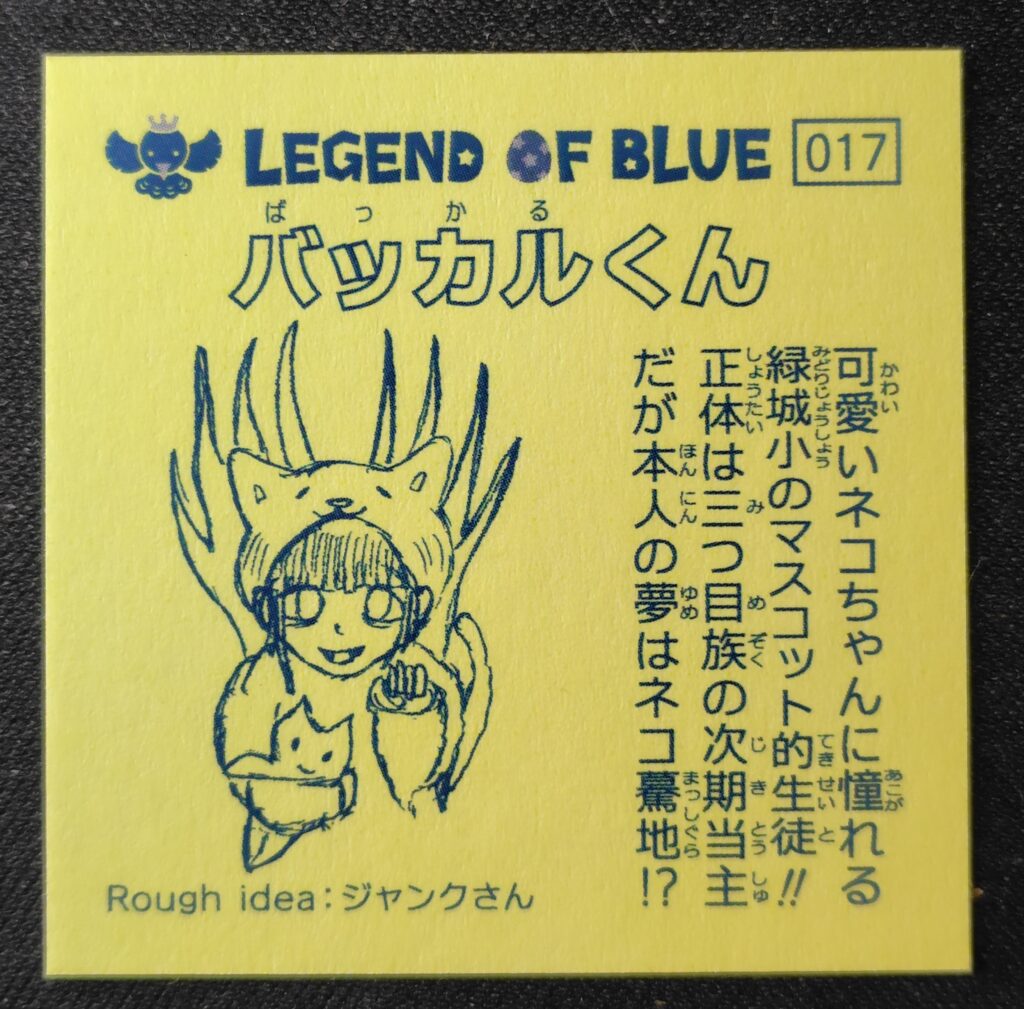 LEGEND OF BLUE 017
ばっかる
バッカルくん
可愛いネコちゃんに憧れる
かわい あこが
緑城小のマスコット的生徒!!
みどりじょうしょう てきせいと
正体は三つ目族の次期当主
しょうたい み めぞく じきとうしゅ
だが本人の夢はネコ驀地!?
ほんにん ゆめ まっしぐら
Rough idea:ジャンクさん